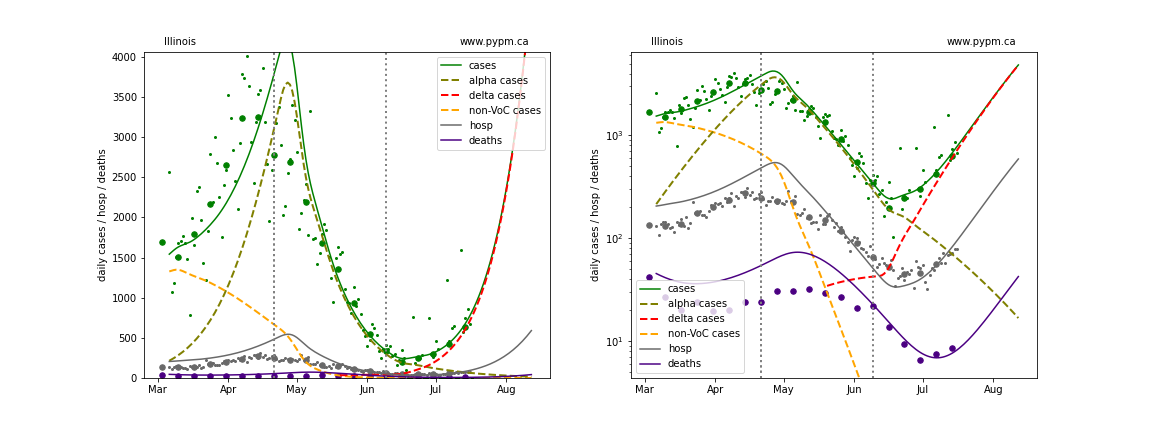 Illinois www.pypm.ca
daily cases / hosp / deaths
4000
3500
3000
2500
2000
1500
1000
500
0
cases
alpha cases
delta cases
non-VoC cases
hosp
deaths
Mar Apr May Jun Jul Aug
Illinois www.pypm.ca
daily cases / hosp / deaths
10³
10²
10¹
cases
alpha cases
delta cases
non-VoC cases
hosp
deaths
Mar Apr May Jun Jul Aug